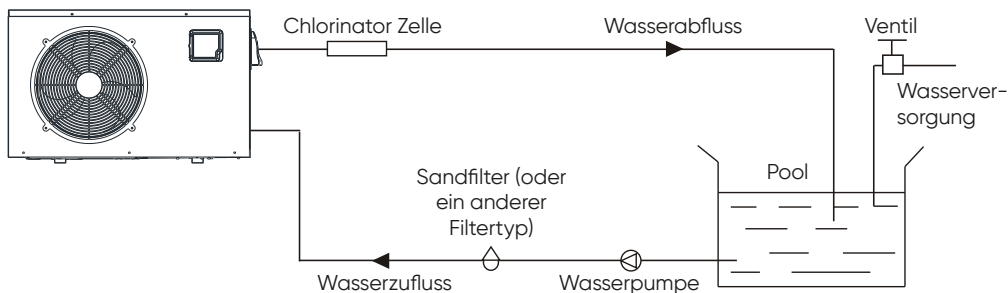 Chlorinator Zelle
Wasserabfluss
Ventil
Wasserver-
sorgung
Pool
Sandfilter (oder
ein anderer
Filtertyp)
Wasserzufluss
Wasserpumpe